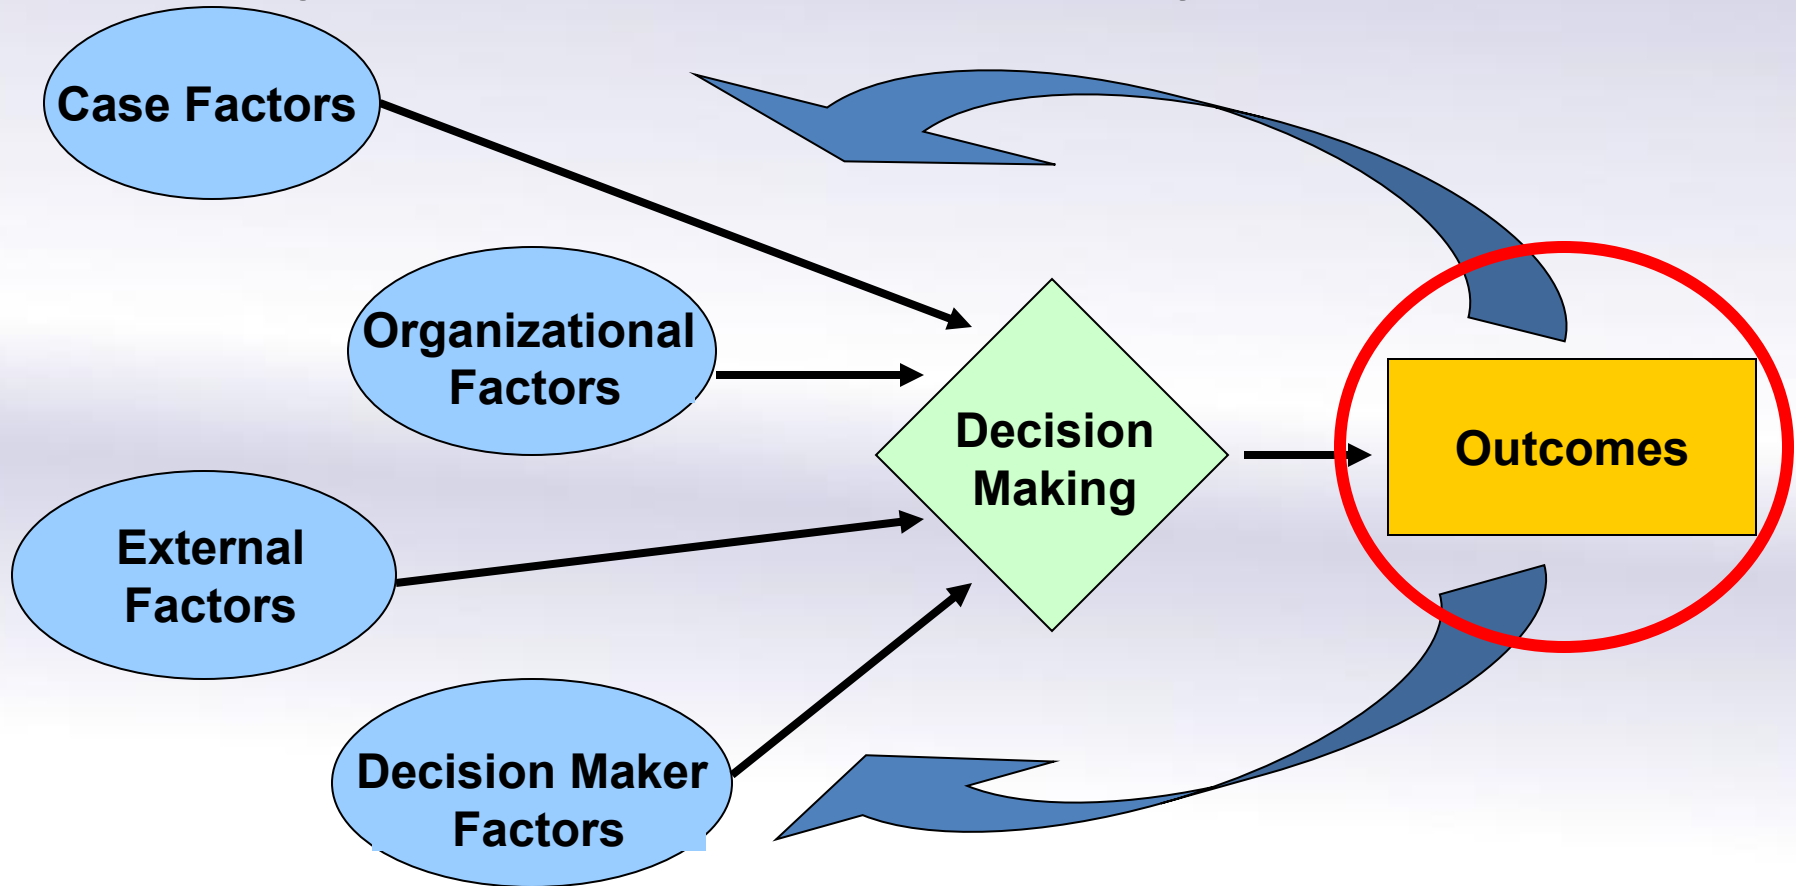 Case Factors
Organizational
Factors
Decision
Making
Outcomes
External
Factors
Decision Maker
Factors